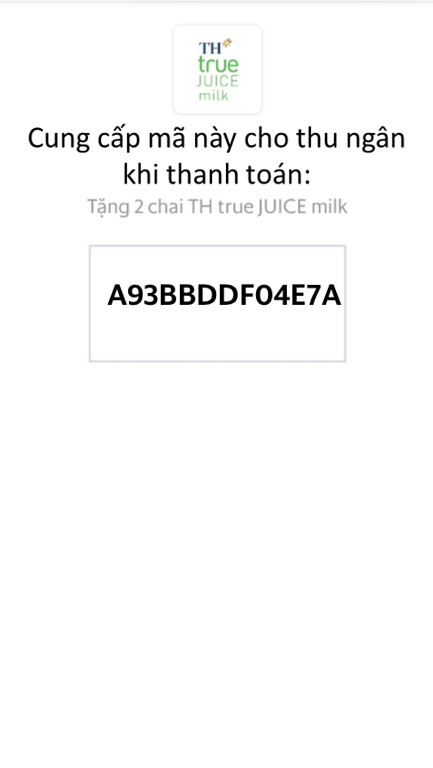 TH
true
JUICE
milk
Cung cấp mã này cho thu ngân
khi thanh toán:
Tặng 2 chai TH true JUICE milk
A93BBDDF04E7A